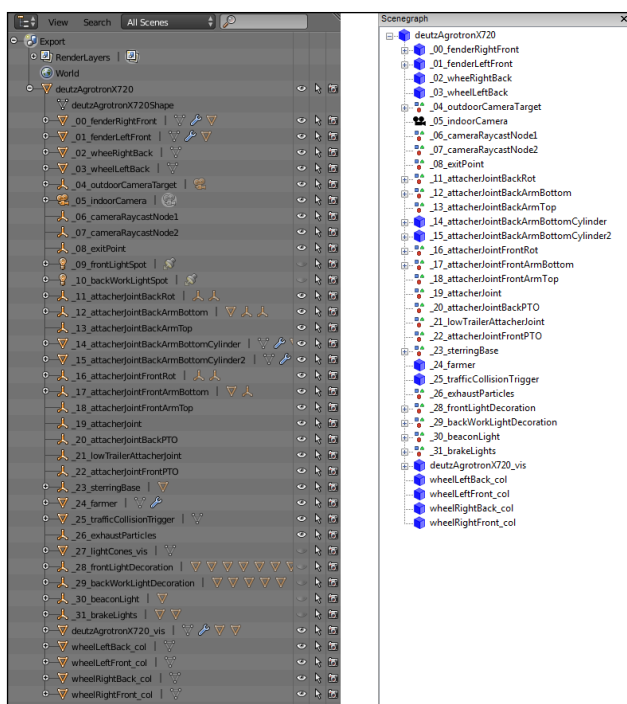 View Search All Scenes
Export
RenderLayers |
World
deutzAgrotronX720
deutzAgrotronX720Shape
_00_fenderRightFront |
_01_fenderLeftFront |
_02_wheeRightBack |
_03_wheelLeftBack |
_04_outdoorCameraTarget |
_05_indoorCamera |
_06_cameraRaycastNode1
_07_cameraRaycastNode2
_08_exitPoint
_09_frontLightSpot |
_10_backWorkLightSpot |
_11_attacherJointBackRot |
_12_attacherJointBackArmBottom |
_13_attacherJointBackArmTop
_14_attacherJointBackArmBottomCylinder |
_15_attacherJointBackArmBottomCylinder2 |
_16_attacherJointFrontRot |
_17_attacherJointFrontArmBottom |
_18_attacherJointFrontArmTop
_19_attacherJoint
_20_attacherJointBackPTO
_21_lowTrailerAttacherJoint
_22_attacherJointFrontPTO
_23_sterringBase |
_24_farmer |
_25_trafficCollisionTrigger |
_26_exhaustParticles
_27_lightCones_vis |
_28_frontLightDecoration |
_29_backWorkLightDecoration |
_30_beaconLight |
_31_brakeLights |
deutzAgrotronX720_vis |
wheelLeftBack_col |
wheelLeftFront_col |
wheelRightBack_col |
wheelRightFront_col |
Scenegraph x
deutzAgrotronX720
_00_fenderRightFront
_01_fenderLeftFront
_02_wheeRightBack
_03_wheelLeftBack
_04_outdoorCameraTarget
_05_indoorCamera
_06_cameraRaycastNode1
_07_cameraRaycastNode2
_08_exitPoint
_11_attacherJointBackRot
_12_attacherJointBackArmBottom
_13_attacherJointBackArmTop
_14_attacherJointBackArmBottomCylinder
_15_attacherJointBackArmBottomCylinder2
_16_attacherJointFrontRot
_17_attacherJointFrontArmBottom
_18_attacherJointFrontArmTop
_19_attacherJoint
_20_attacherJointBackPTO
_21_lowTrailerAttacherJoint
_22_attacherJointFrontPTO
_23_sterringBase
_24_farmer
_25_trafficCollisionTrigger
_26_exhaustParticles
_28_frontLightDecoration
_29_backWorkLightDecoration
_30_beaconLight
_31_brakeLights
deutzAgrotronX720_vis
wheelLeftBack_col
wheelLeftFront_col
wheelRightBack_col
wheelRightFront_col